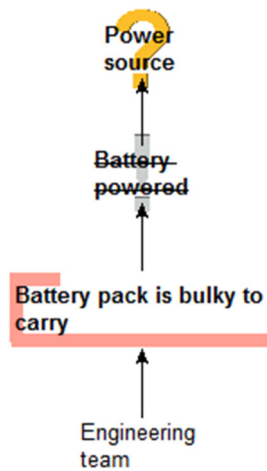 Power
source
Battery
powered
Battery pack is bulky to
carry
Engineering
team